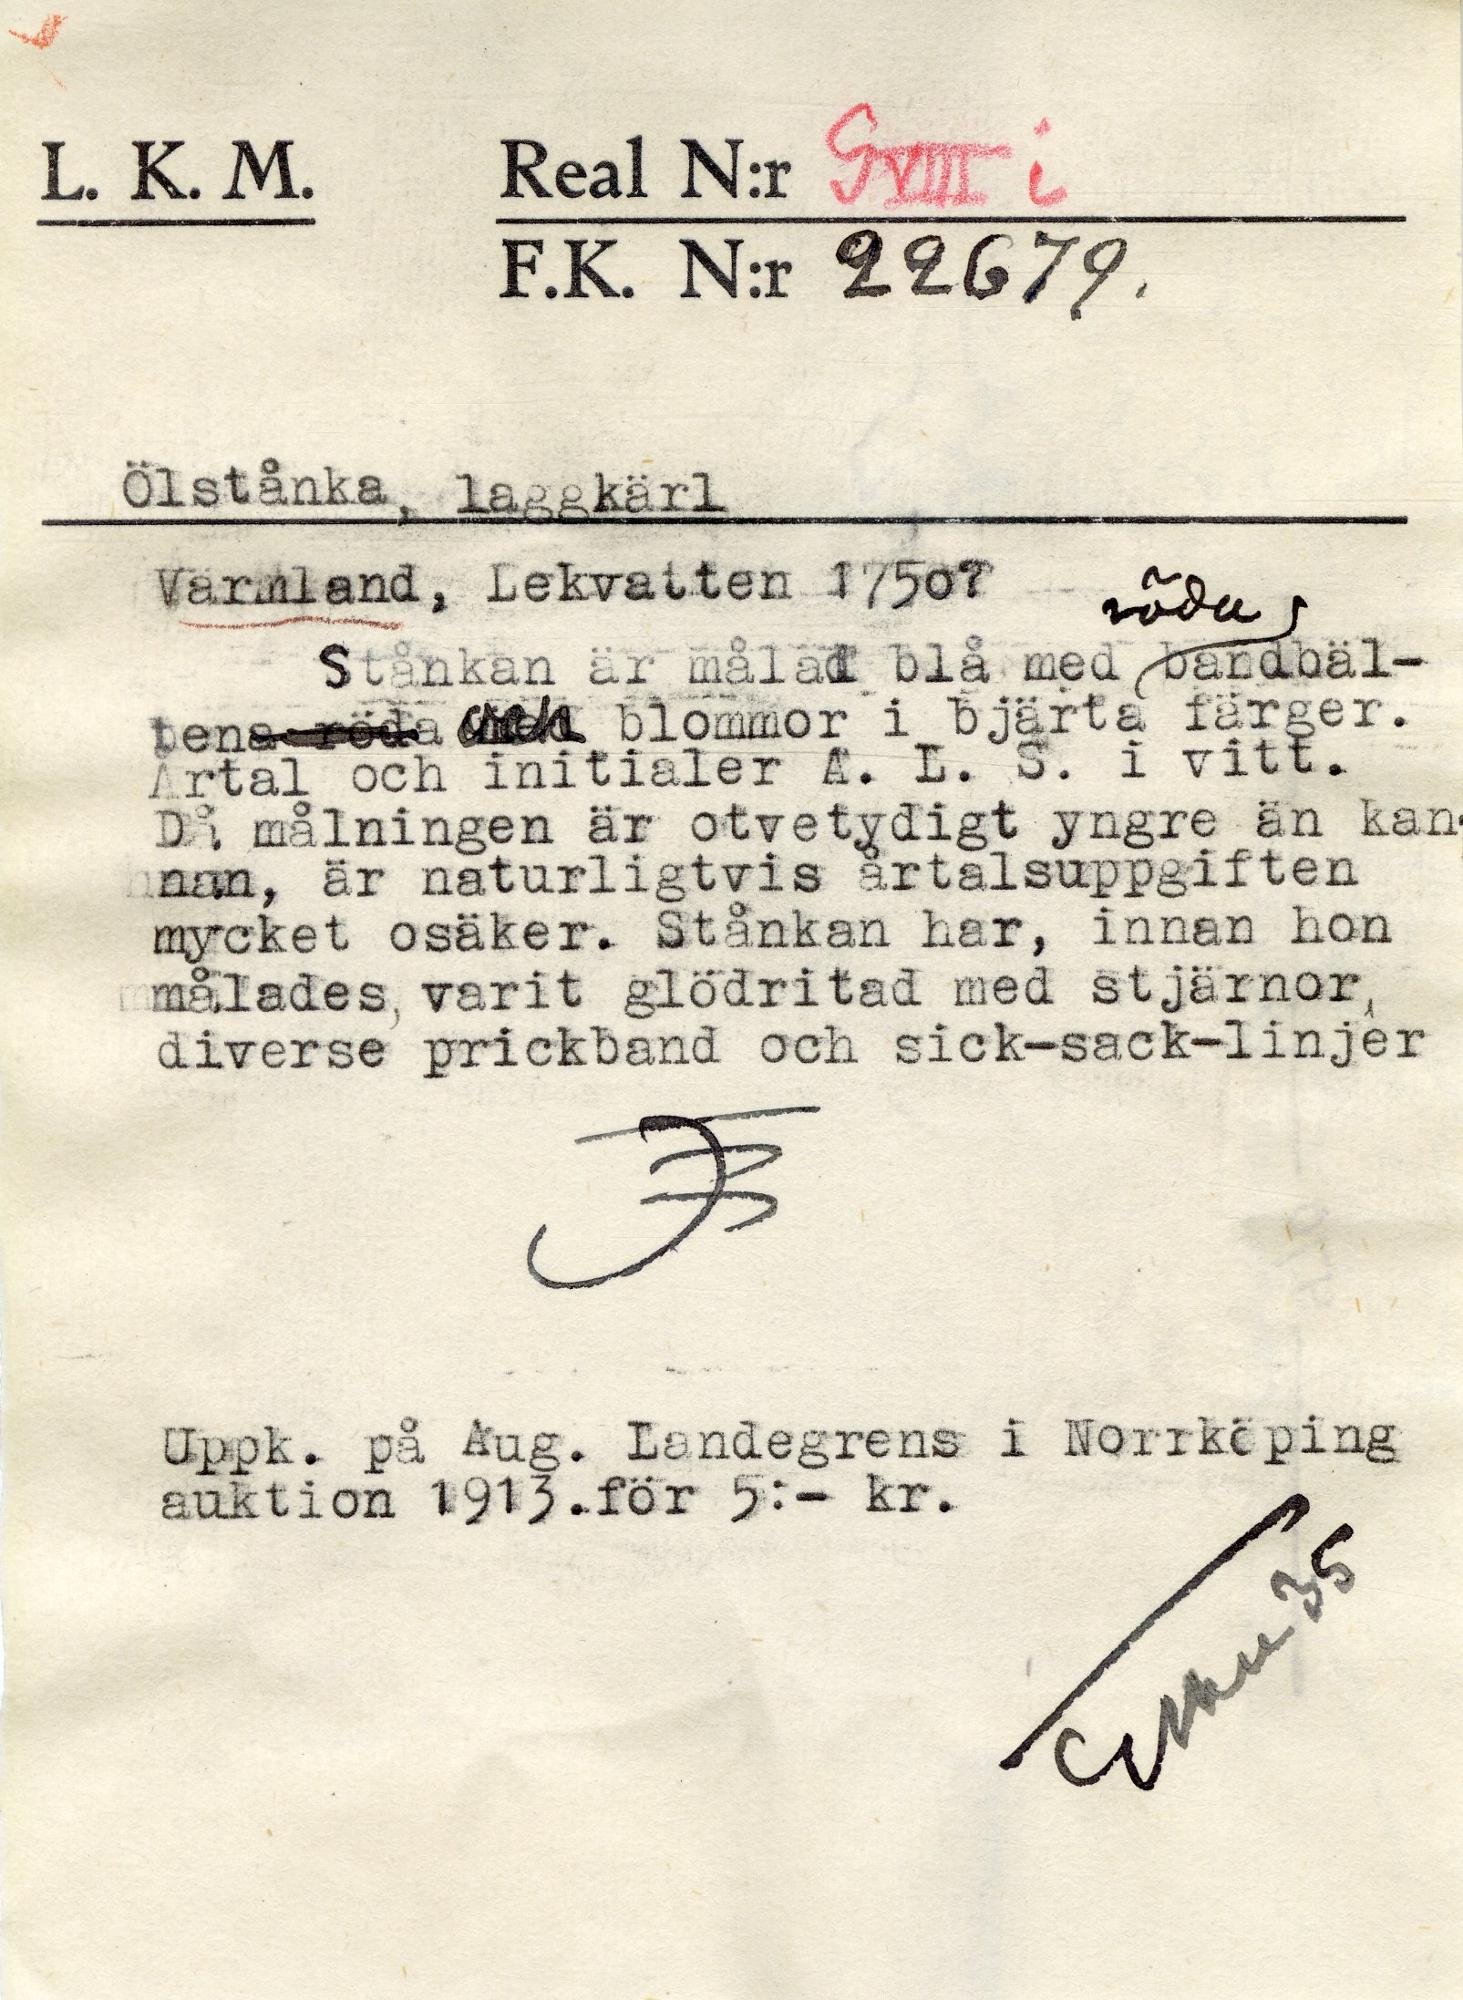 L. K. M.
Real N:r GVIII i
F.K. N:r 22679.
Ölstånka, laggkärl
Värmland, Lekvatten 1750?
röda
Stånkan är målad blå med bandbäl-
tena röda och blommor i bjärta färger.
Årtal och initialer A. L. S. i vitt.
Då målningen är otvetydigt yngre än kan-
nan, är naturligtvis årtalsuppgiften
mycket osäker. Stånkan har, innan hon
målades, varit glödritad med stjärnor,
diverse prickband och sick-sack-linjer
Uppk. på Aug. Landegrens i Norrköping
auktion 1913.för 5:- kr.
35